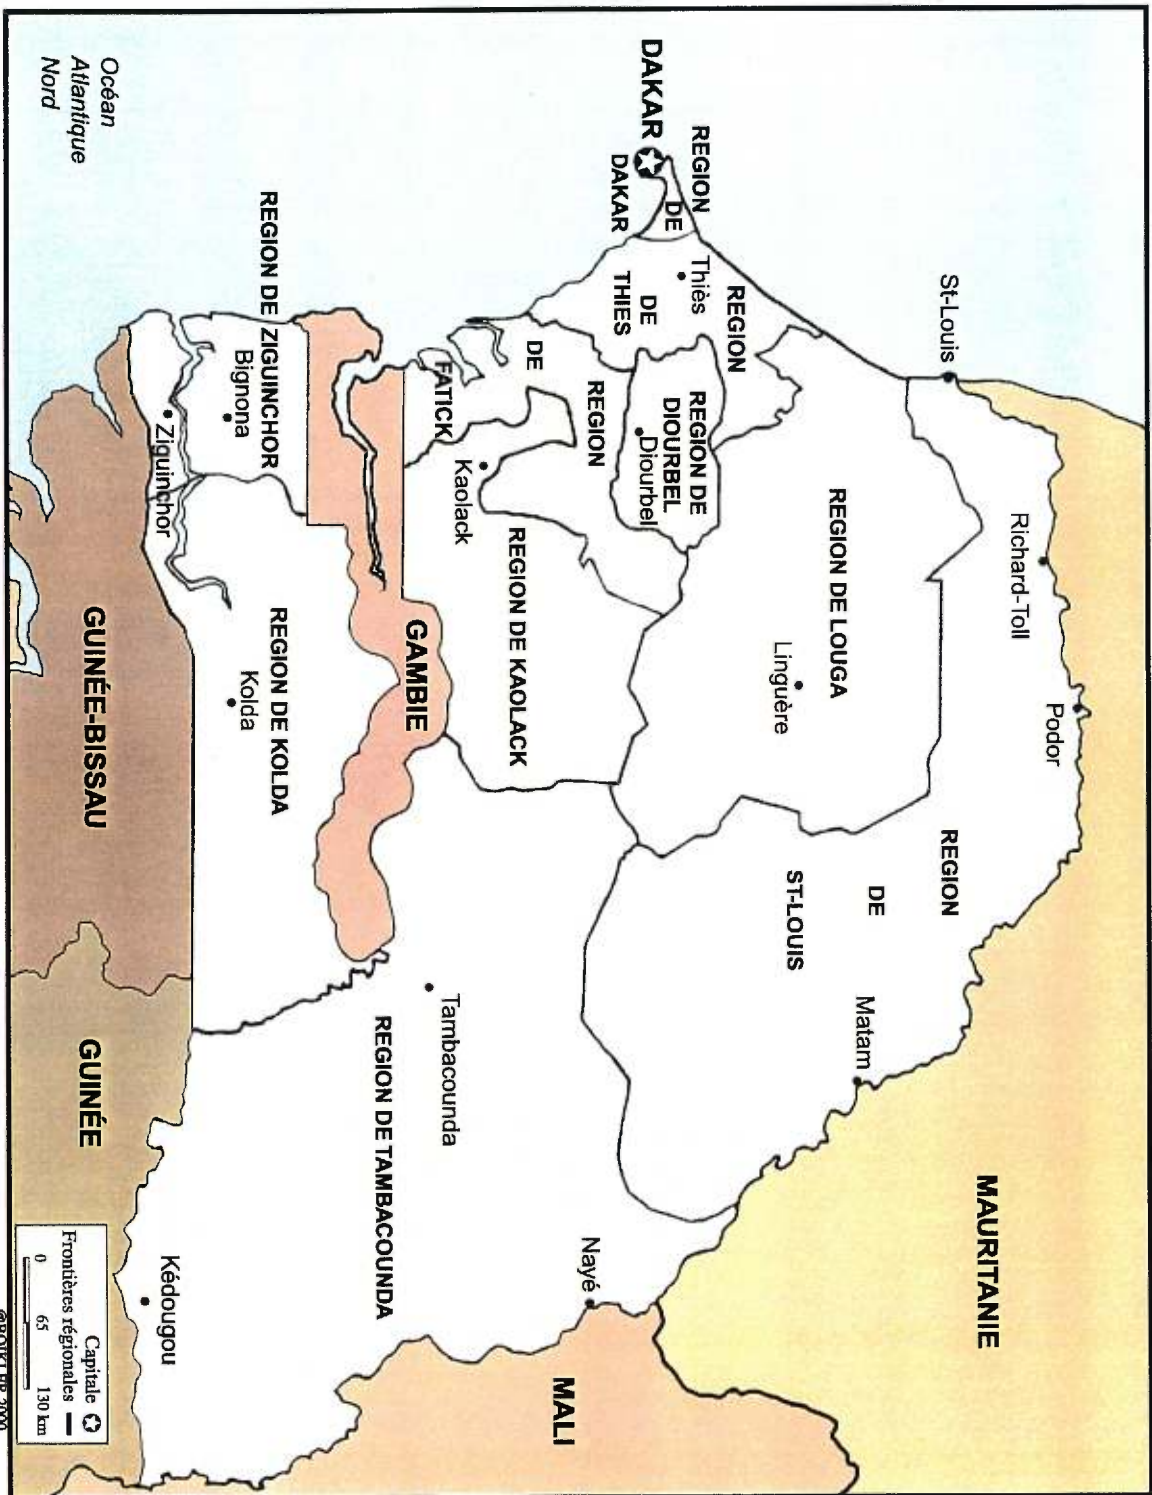 MAURITANIE
Podor
Richard-Toll
St-Louis
REGION
DE
ST-LOUIS
Matam
REGION DE LOUGA
Linguère
REGION
DE
THIES
Thiès
REGION
DE
DAKAR
DAKAR
REGION DE
DIOURBEL
Diourbel
REGION
DE
FATICK
Kaolack
REGION DE KAOLACK
Nayé
MALI
Tambacounda
REGION DE TAMBACOUNDA
GAMBIE
REGION DE ZIGUINCHOR
Bignona
Ziguinchor
REGION DE KOLDA
Kolda
Kédougou
GUINÉE-BISSAU
GUINÉE
Océan
Atlantique
Nord
Capitale
Frontières régionales
0 65 130 km